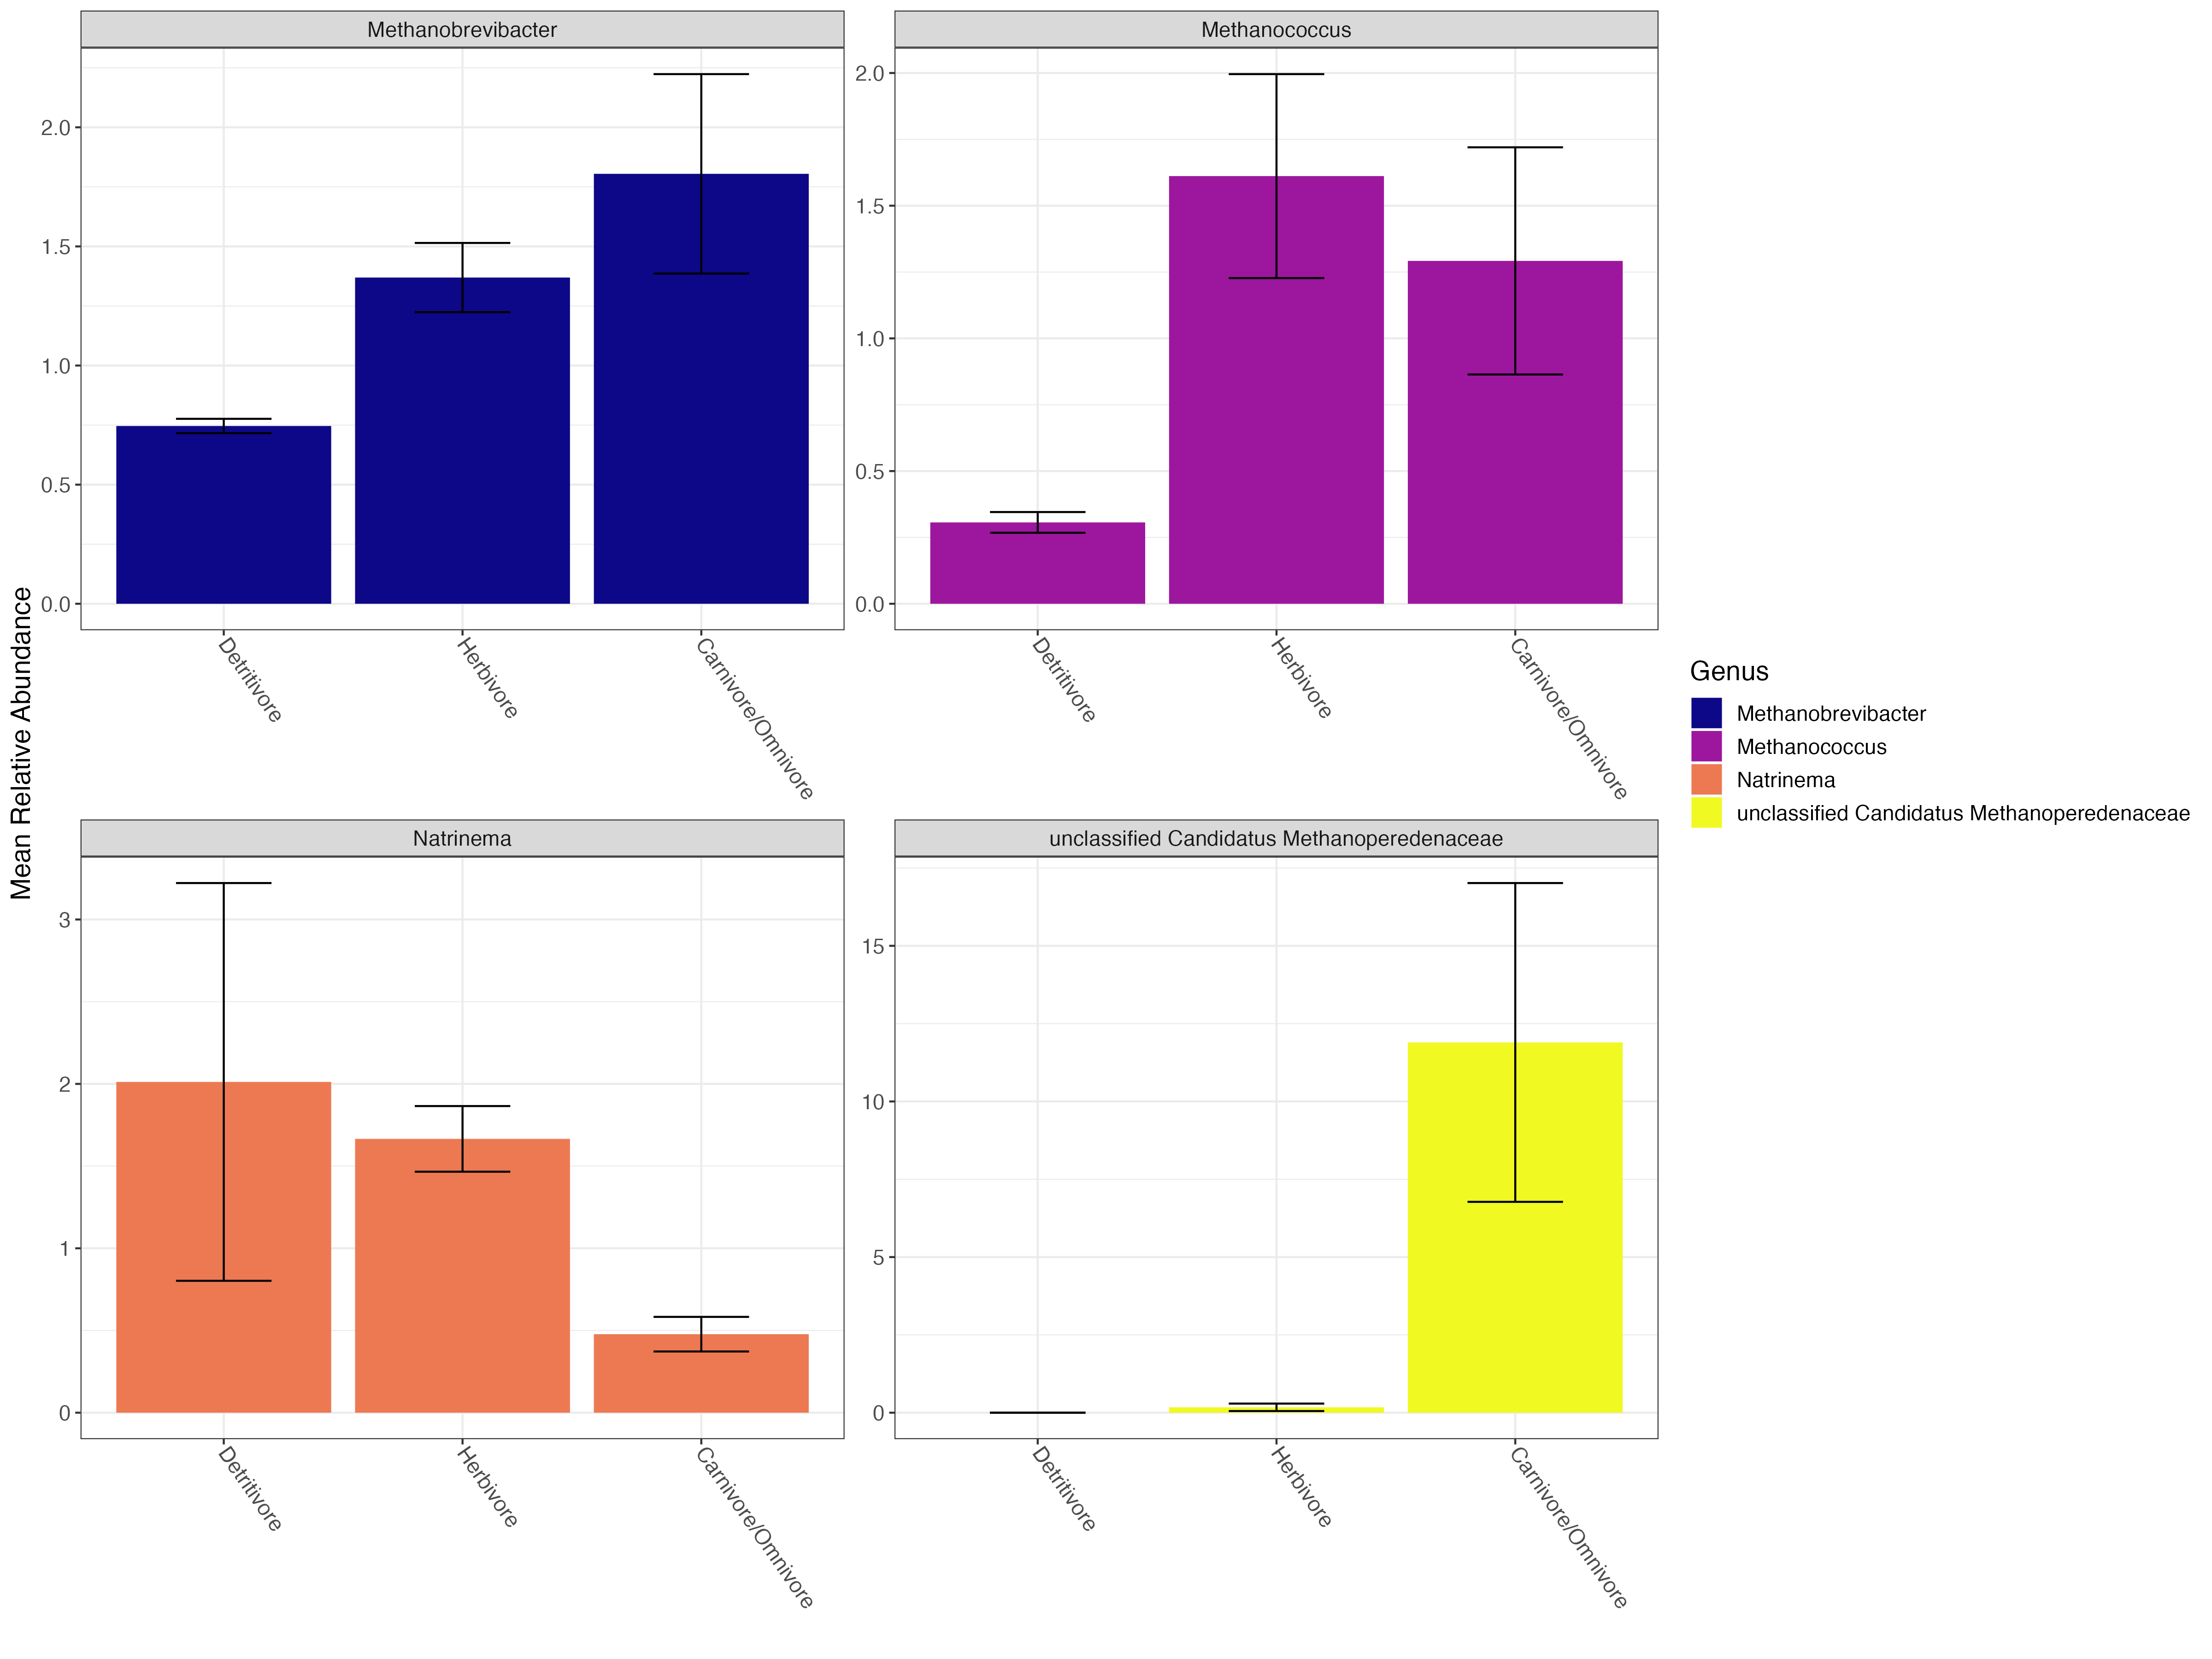 Methanobrevibacter
Methanococcus
2.0
1.5
1.0
0.5
0.0
2.0
1.5
1.0
0.5
0.0
Detritivore
Herbivore
Carnivore/Omnivore
Detritivore
Herbivore
Carnivore/Omnivore
Mean Relative Abundance
Natrinema
unclassified Candidatus Methanoperedenaceae
3
2
1
0
15
10
5
0
Detritivore
Herbivore
Carnivore/Omnivore
Detritivore
Herbivore
Carnivore/Omnivore
Genus
Methanobrevibacter
Methanococcus
Natrinema
unclassified Candidatus Methanoperedenaceae